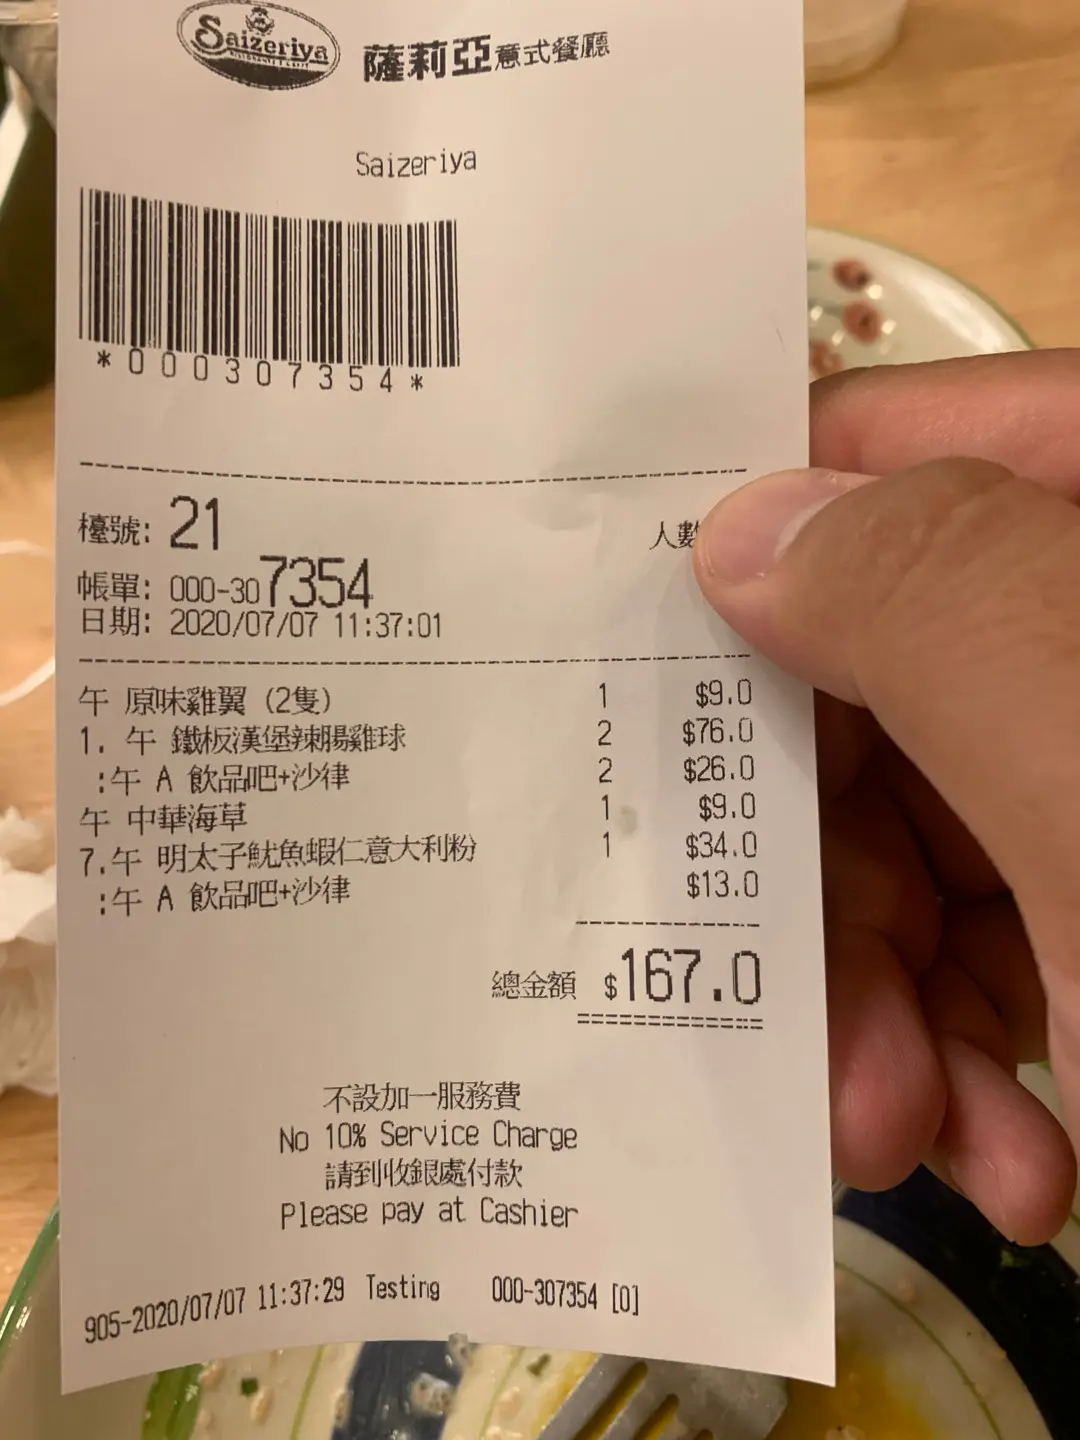 Saizeriya
薩莉亞意式餐廳
Saizeriya
*000307354*
檯號: 21
人數
帳單: 000-307354
日期: 2020/07/07 11:37:01
午 原味雞翼 (2隻) 1 $9.0
1. 午 鐵板漢堡辣腸雞球 2 $76.0
:午 A 飲品吧+沙律 2 $26.0
午 中華海草 1 $9.0
7.午 明太子魷魚蝦仁意大利粉 1 $34.0
:午 A 飲品吧+沙律 $13.0
總金額 $167.0
不設加一服務費
No 10% Service Charge
請到收銀處付款
Please pay at Cashier
905-2020/07/07 11:37:29 Testing 000-307354 [0]